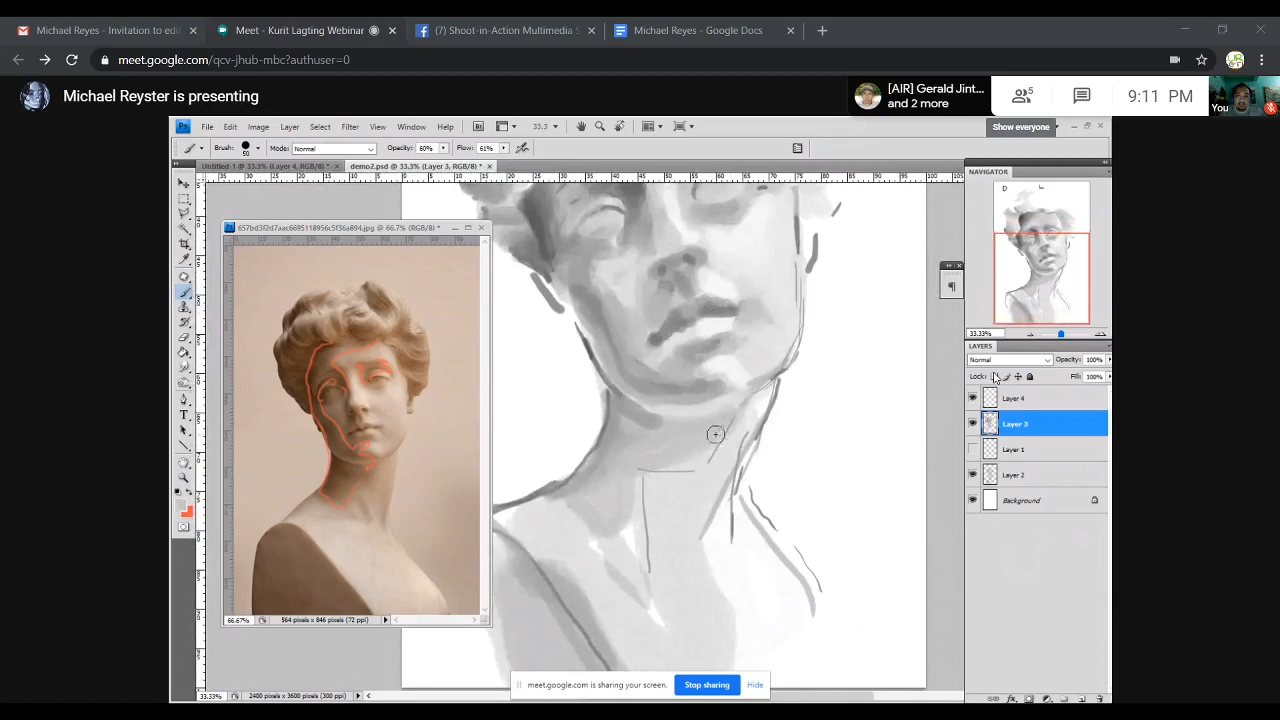 Michael Reyes - Invitation to edit
Meet - Kurit Lagting Webinar
(7) Shoot-in-Action Multimedia S
Michael Reyes - Google Docs
meet.google.com/qcv-jhub-mbc?authuser=0
Michael Reyster is presenting
[AIR] Gerald Jint...
and 2 more
5
9:11 PM
You
Ps File Edit Image Layer Select Filter View Window Help Br 33.3
Show everyone
Brush: 50 Mode: Normal Opacity: 60% Flow: 61%
Untitled-1 @ 33.3% (Layer 4, RGB/8) *
demo2.psd @ 33.3% (Layer 3, RGB/8) *
NAVIGATOR
657bd3f2d7aac6695118956c5f36a894.jpg @ 66.7% (RGB/8) *
33.33%
LAYERS
Normal Opacity: 100%
Lock: Fill: 100%
Layer 4
Layer 3
Layer 1
Layer 2
Background
66.67% 564 pixels x 846 pixels (72 ppi)
meet.google.com is sharing your screen. Stop sharing Hide
33.33% 2400 pixels x 3600 pixels (300 ppi)